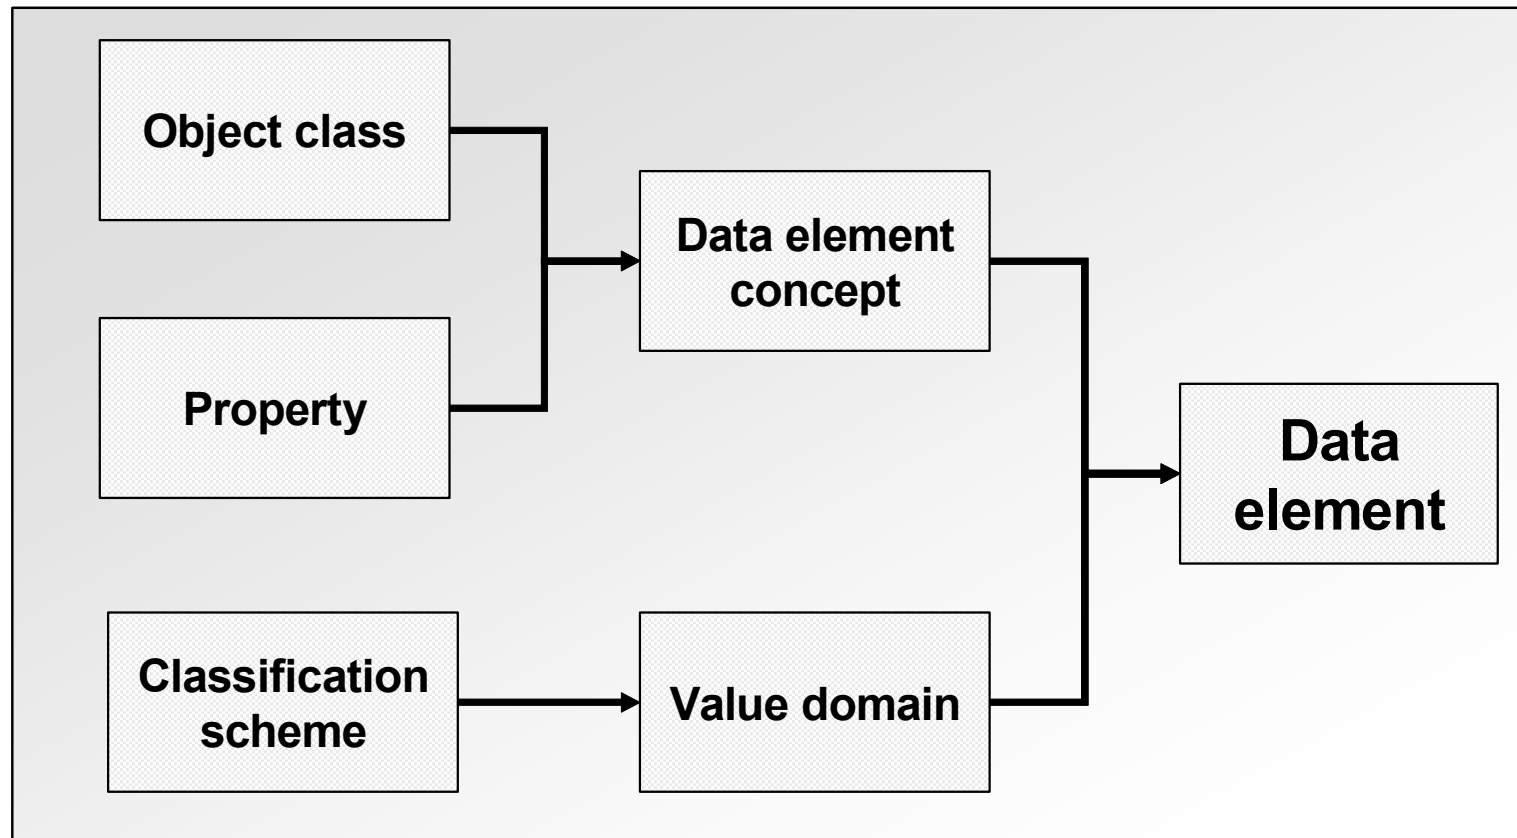 Object class
Data element
concept
Property
Data
element
Classification
scheme
Value domain